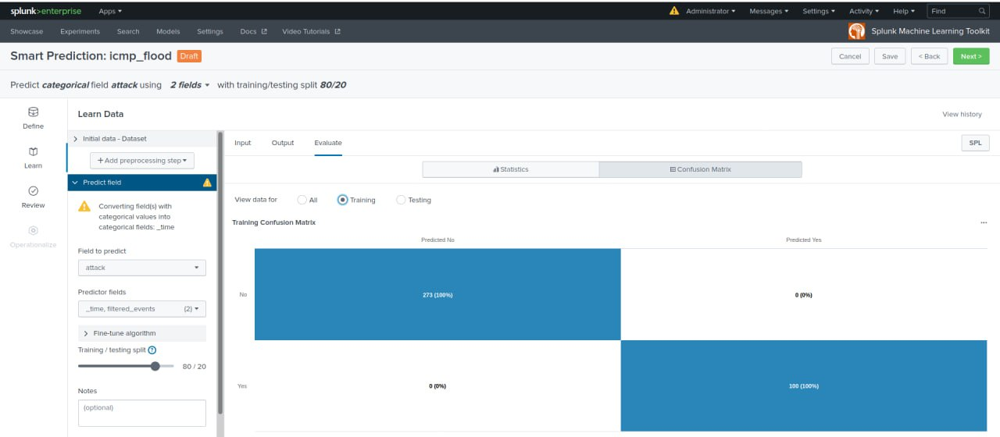 splunk>enterprise Apps Administrator Messages Settings Activity Help Find
Showcase Experiments Search Models Settings Docs Video Tutorials Splunk Machine Learning Toolkit
Smart Prediction: icmp_flood Draft Cancel Save < Back Next >
Predict categorical field attack using 2 fields with training/testing split 80/20
Define
Learn
Review
Operationalize
Learn Data View history
Initial data - Dataset
+ Add preprocessing step
Predict field
Converting field(s) with
categorical values into
categorical fields: _time
Field to predict
attack
Predictor fields
_time, filtered_events (2)
Fine-tune algorithm
Training / testing split ?
80 / 20
Notes
(optional)
Input Output Evaluate SPL
Statistics Confusion Matrix
View data for All Training Testing
Training Confusion Matrix ...
Predicted No Predicted Yes
No 273 (100%) 0 (0%)
Yes 0 (0%) 100 (100%)